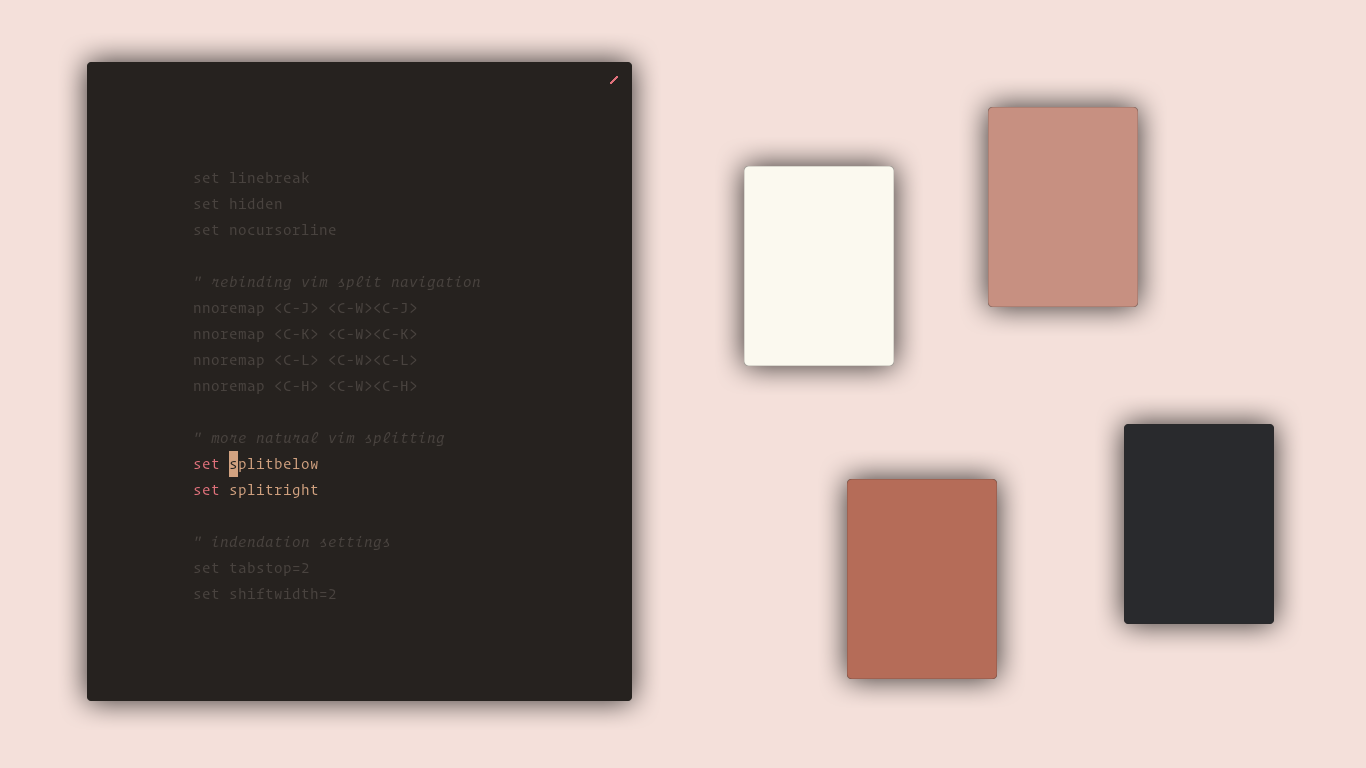 set linebreak
set hidden
set nocursorline
" rebinding vim split navigation
nnoremap <C-J> <C-W><C-J>
nnoremap <C-K> <C-W><C-K>
nnoremap <C-L> <C-W><C-L>
nnoremap <C-H> <C-W><C-H>
" more natural vim splitting
set splitbelow
set splitright
" indendation settings
set tabstop=2
set shiftwidth=2